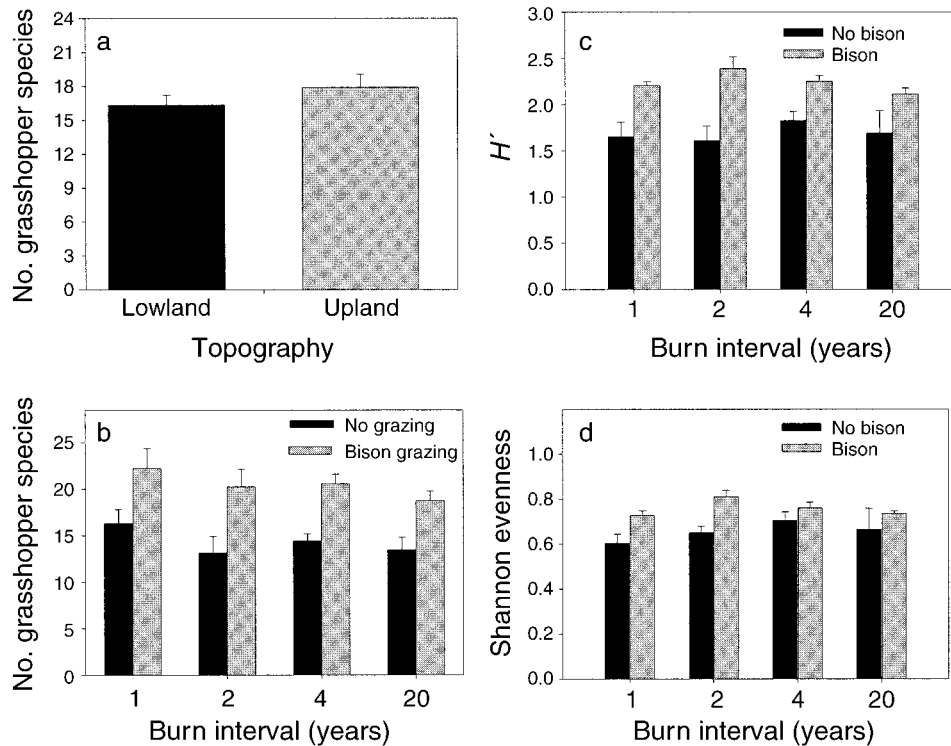 a
No. grasshopper species
24
21
18
15
12
9
6
3
0
Lowland
Upland
Topography
b
No grazing
Bison grazing
No. grasshopper species
25
20
15
10
5
0
1
2
4
20
Burn interval (years)
c
No bison
Bison
H´
3.0
2.5
2.0
1.5
1.0
0.5
0.0
1
2
4
20
Burn interval (years)
d
No bison
Bison
Shannon evenness
1.0
0.8
0.6
0.4
0.2
0.0
1
2
4
20
Burn interval (years)